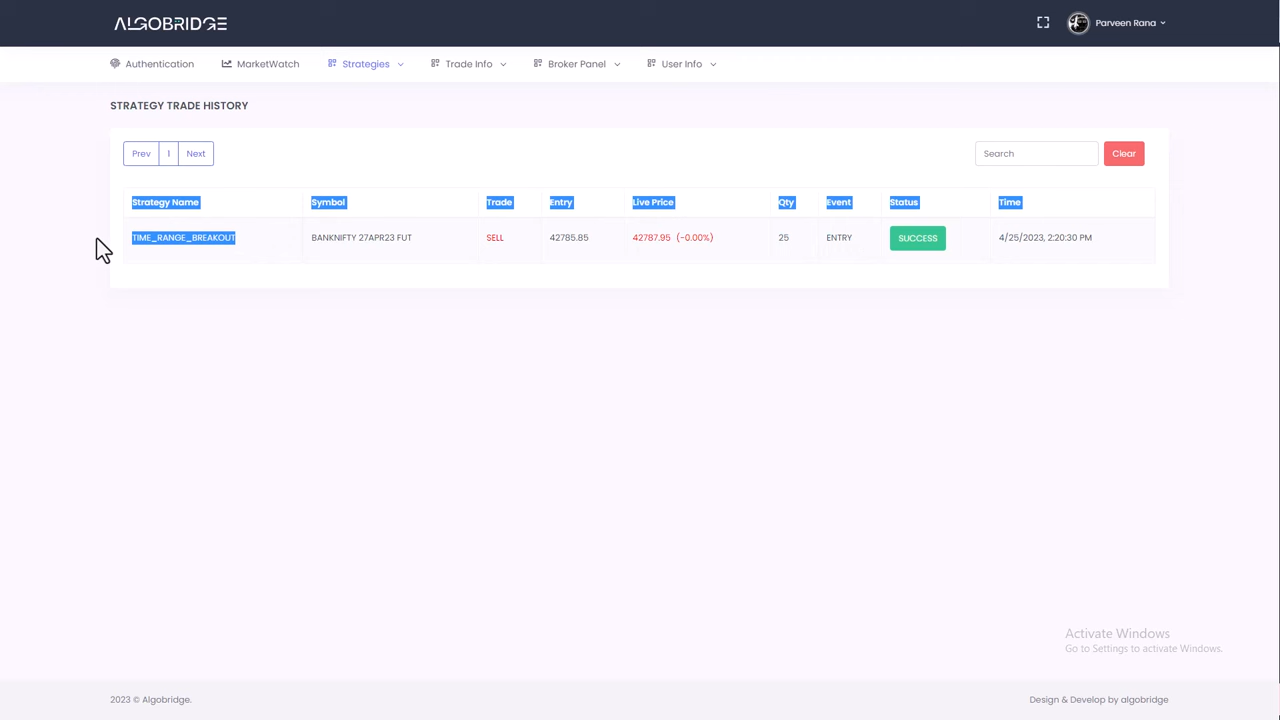 ALGOBRIDGE
Parveen Rana
Authentication MarketWatch Strategies Trade Info Broker Panel User Info
STRATEGY TRADE HISTORY
Prev 1 Next Search Clear
Strategy Name Symbol Trade Entry Live Price Qty Event Status Time
TIME_RANGE_BREAKOUT BANKNIFTY 27APR23 FUT SELL 42785.85 42787.95 (-0.00%) 25 ENTRY SUCCESS 4/25/2023, 2:20:30 PM
Activate Windows
Go to Settings to activate Windows.
2023 © Algobridge. Design & Develop by algobridge